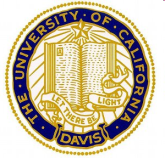 THE · UNIVERSITY · OF · CALIFORNIA
LET THERE BE
LIGHT
DAVIS